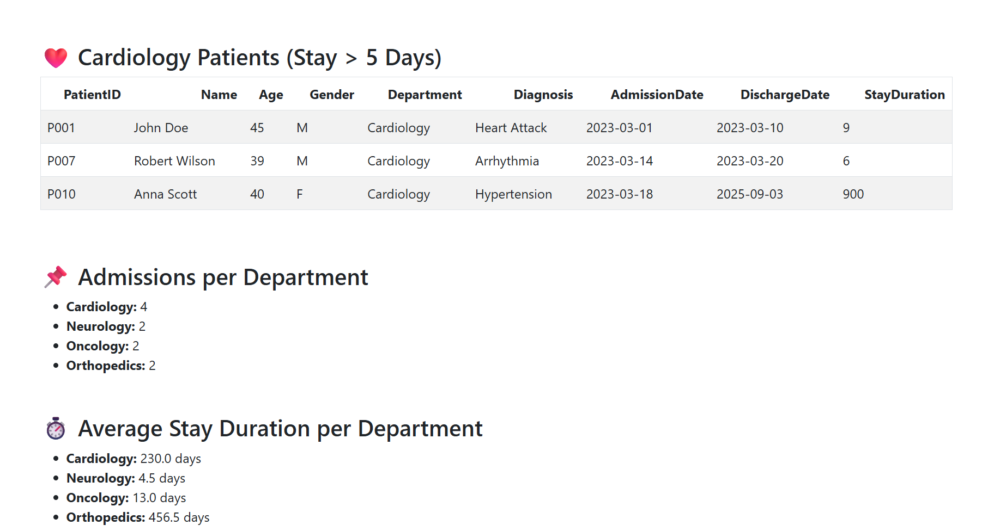 Cardiology Patients (Stay > 5 Days)
PatientID Name Age Gender Department Diagnosis AdmissionDate DischargeDate StayDuration
P001 John Doe 45 M Cardiology Heart Attack 2023-03-01 2023-03-10 9
P007 Robert Wilson 39 M Cardiology Arrhythmia 2023-03-14 2023-03-20 6
P010 Anna Scott 40 F Cardiology Hypertension 2023-03-18 2025-09-03 900
Admissions per Department
Cardiology: 4
Neurology: 2
Oncology: 2
Orthopedics: 2
Average Stay Duration per Department
Cardiology: 230.0 days
Neurology: 4.5 days
Oncology: 13.0 days
Orthopedics: 456.5 days